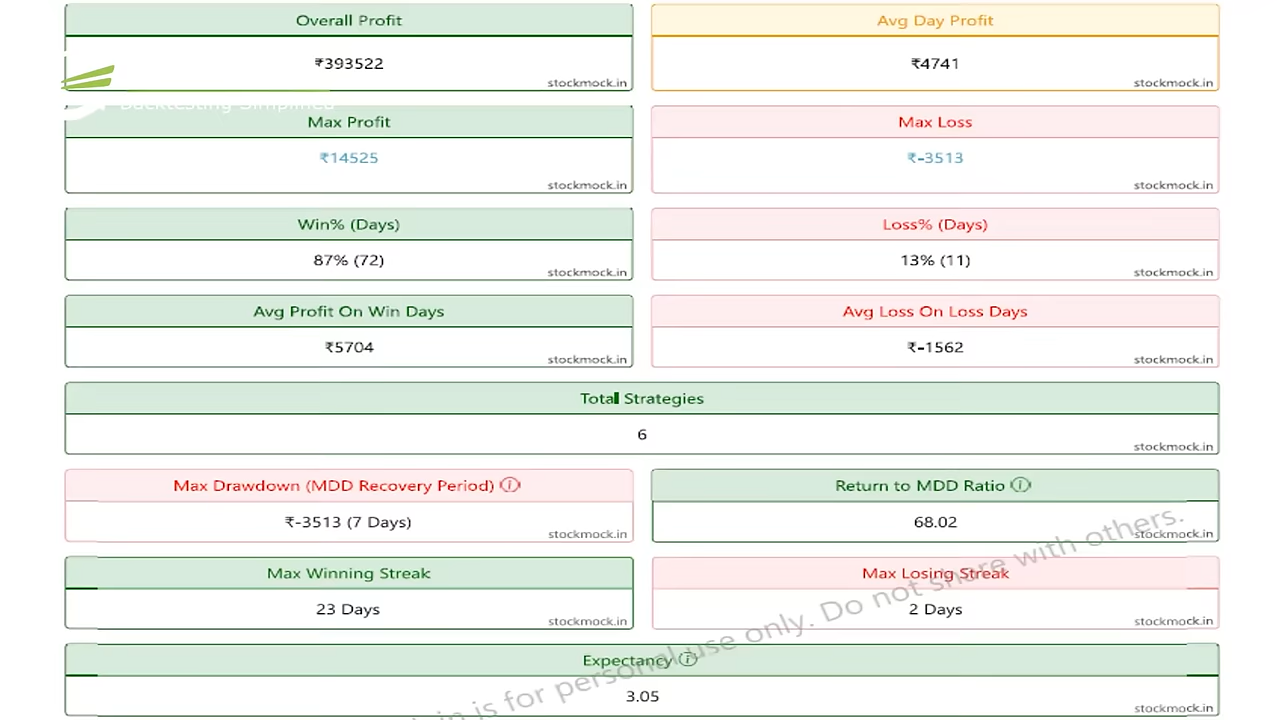 Overall Profit
₹393522
stockmock.in
Avg Day Profit
₹4741
stockmock.in
Backtesting Simplified
Max Profit
₹14525
stockmock.in
Max Loss
₹-3513
stockmock.in
Win% (Days)
87% (72)
stockmock.in
Loss% (Days)
13% (11)
stockmock.in
Avg Profit On Win Days
₹5704
stockmock.in
Avg Loss On Loss Days
₹-1562
stockmock.in
Total Strategies
6
stockmock.in
Max Drawdown (MDD Recovery Period)
₹-3513 (7 Days)
stockmock.in
Return to MDD Ratio
68.02
stockmock.in
Max Winning Streak
23 Days
stockmock.in
Max Losing Streak
2 Days
stockmock.in
Expectancy
3.05
stockmock.in
is for personal use only. Do not share with others.